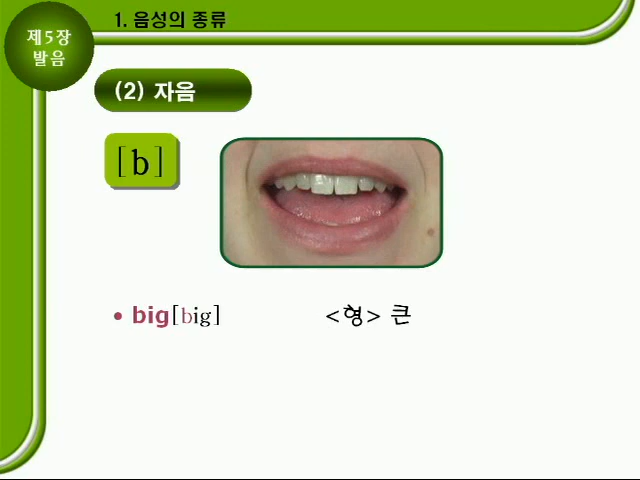 제5장
발음
1. 음성의 종류
(2) 자음
[b]
• big[big] <형> 큰